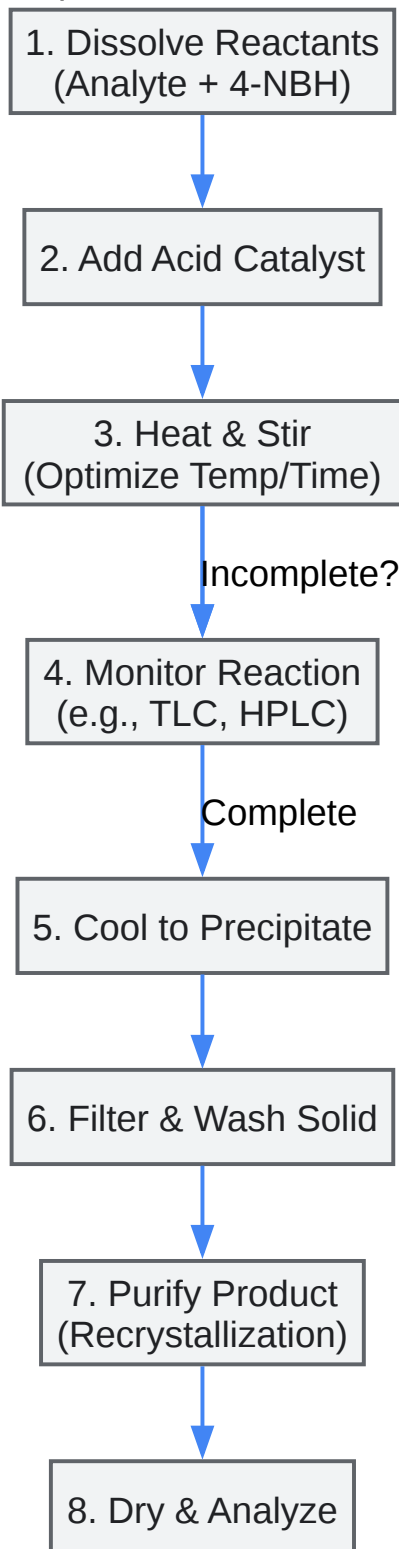 1. Dissolve Reactants
(Analyte + 4-NBH)
2. Add Acid Catalyst
3. Heat & Stir
(Optimize Temp/Time)
Incomplete?
4. Monitor Reaction
(e.g., TLC, HPLC)
Complete
5. Cool to Precipitate
6. Filter & Wash Solid
7. Purify Product
(Recrystallization)
8. Dry & Analyze